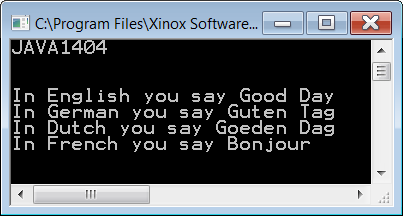 C:\Program Files\Xinox Software...
JAVA1404
In English you say Good Day
In German you say Guten Tag
In Dutch you say Goeden Dag
In French you say Bonjour